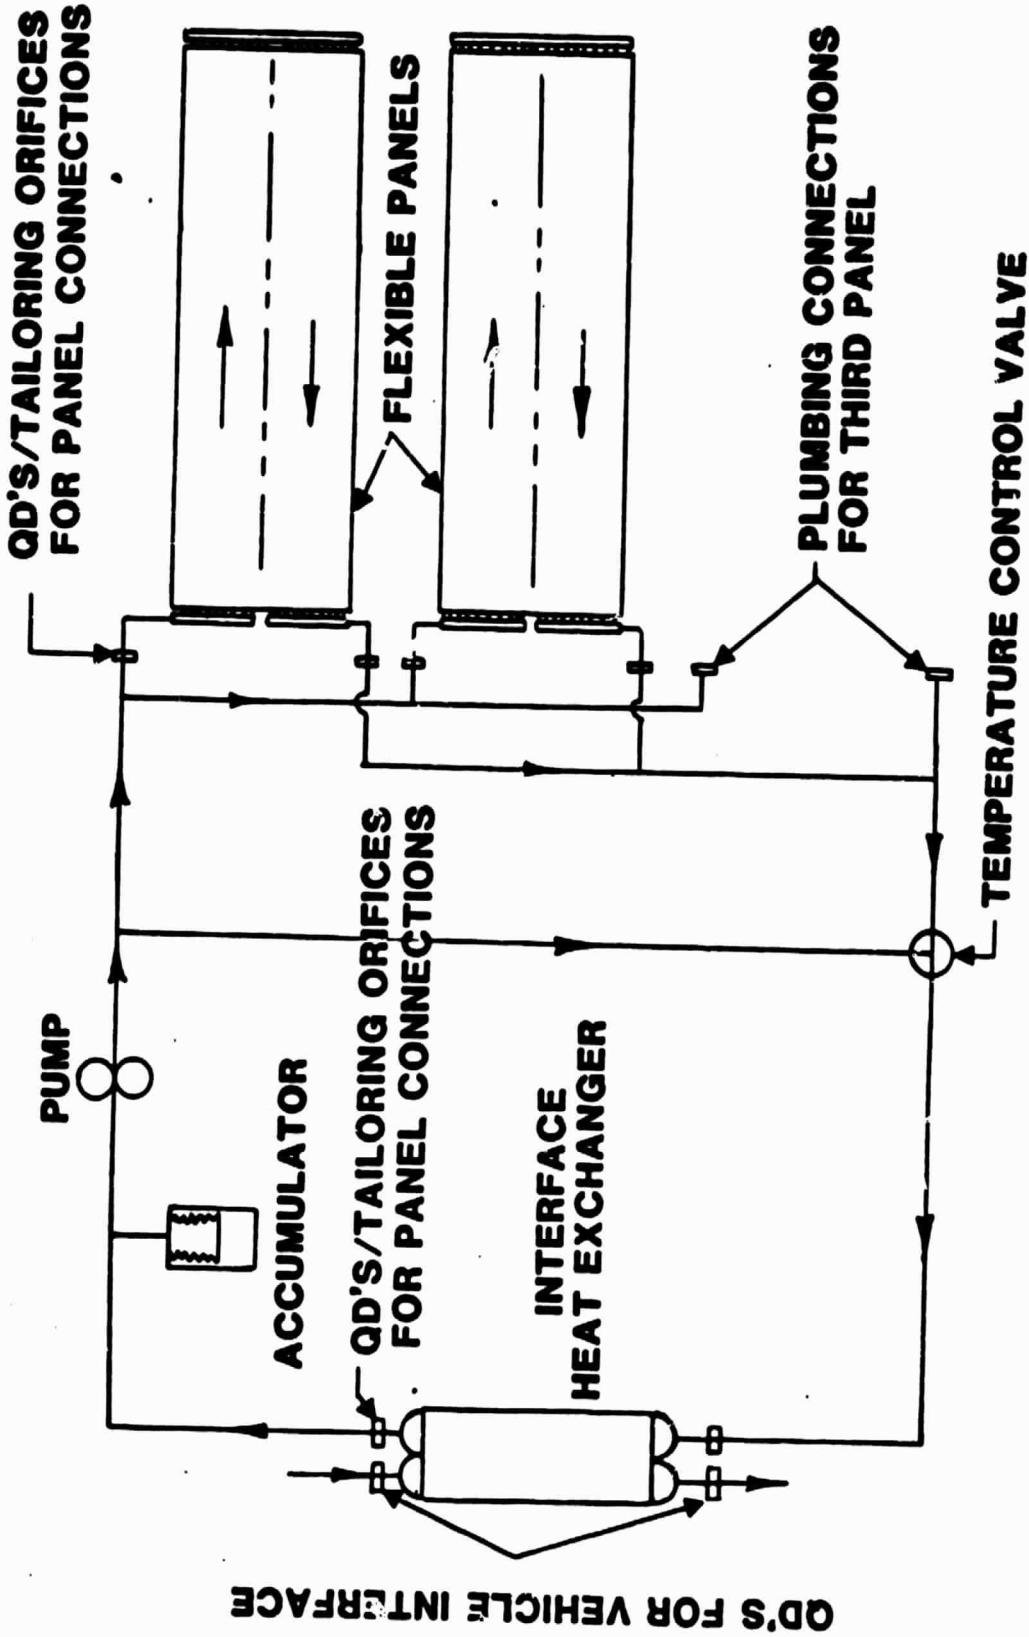 QD'S/TAILORING ORIFICES
FOR PANEL CONNECTIONS
FLEXIBLE PANELS
PLUMBING CONNECTIONS
FOR THIRD PANEL
TEMPERATURE CONTROL VALVE
PUMP
ACCUMULATOR
QD'S/TAILORING ORIFICES
FOR PANEL CONNECTIONS
INTERFACE
HEAT EXCHANGER
QD'S FOR VEHICLE INTERFACE